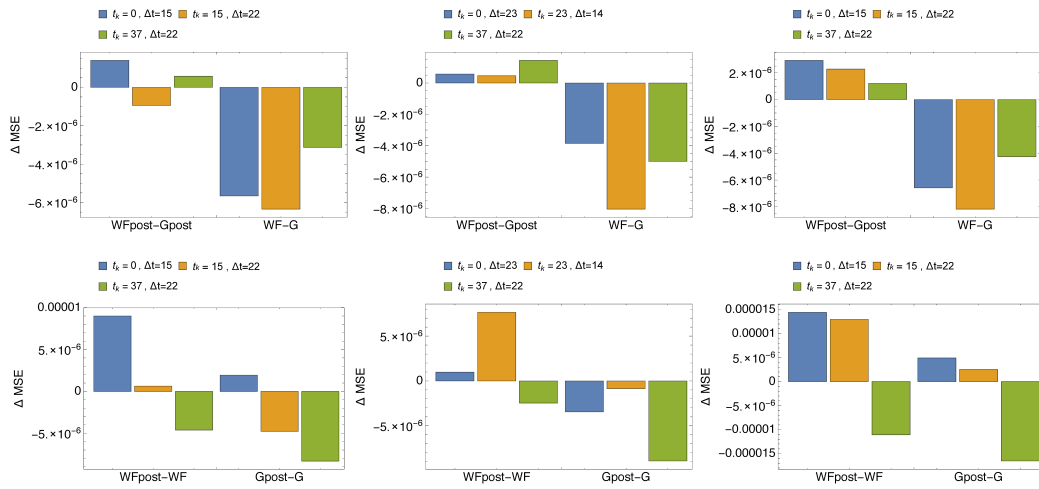 t_k = 0 , Δt=15 t_k = 15 , Δt=22
t_k = 37 , Δt=22
0
−2.×10^−6
−4.×10^−6
−6.×10^−6
Δ MSE
WFpost−Gpost WF−G
t_k = 0 , Δt=23 t_k = 23 , Δt=14
t_k = 37 , Δt=22
0
−2.×10^−6
−4.×10^−6
−6.×10^−6
−8.×10^−6
Δ MSE
WFpost−Gpost WF−G
t_k = 0 , Δt=15 t_k = 15 , Δt=22
t_k = 37 , Δt=22
2.×10^−6
0
−2.×10^−6
−4.×10^−6
−6.×10^−6
−8.×10^−6
Δ MSE
WFpost−Gpost WF−G
t_k = 0 , Δt=15 t_k = 15 , Δt=22
t_k = 37 , Δt=22
0.00001
5.×10^−6
0
−5.×10^−6
Δ MSE
WFpost−WF Gpost−G
t_k = 0 , Δt=23 t_k = 23 , Δt=14
t_k = 37 , Δt=22
5.×10^−6
0
−5.×10^−6
Δ MSE
WFpost−WF Gpost−G
t_k = 0 , Δt=15 t_k = 15 , Δt=22
t_k = 37 , Δt=22
0.000015
0.00001
5.×10^−6
0
−5.×10^−6
−0.00001
−0.000015
Δ MSE
WFpost−WF Gpost−G